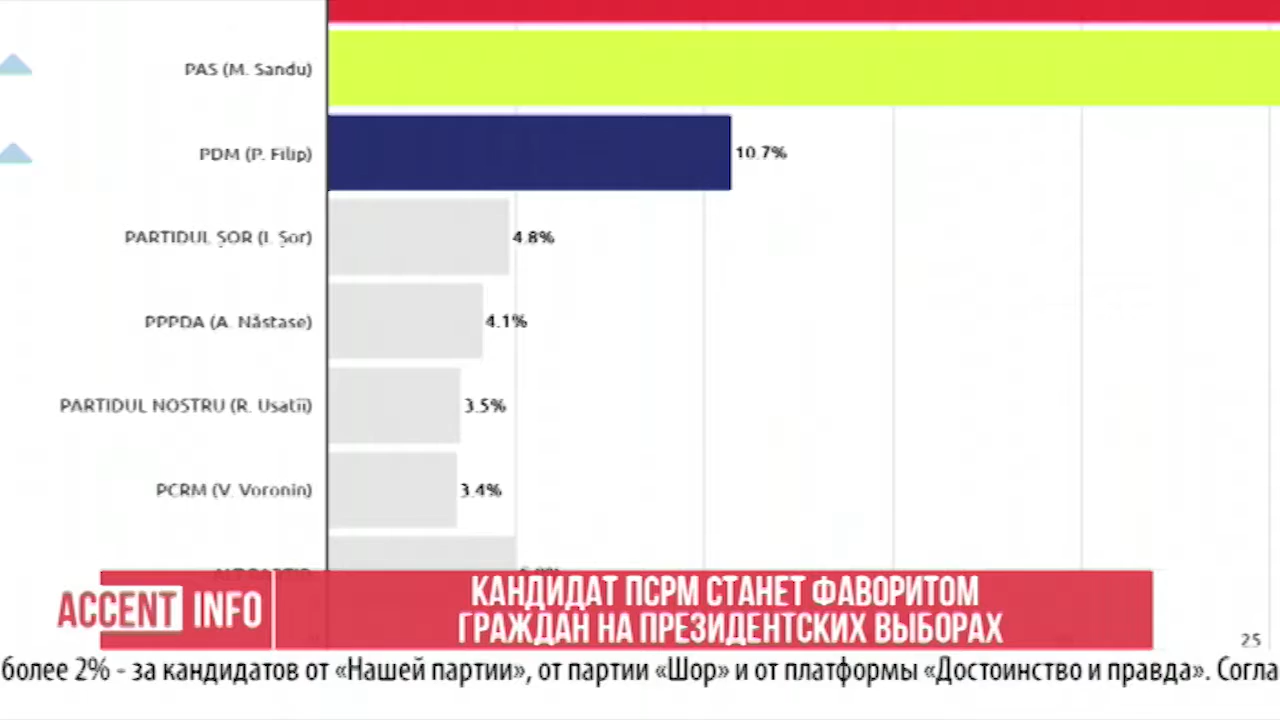 PAS (M. Sandu)
PDM (P. Filip) 10.7%
PARTIDUL ȘOR (I. Șor) 4.8%
PPPDA (A. Năstase) 4.1%
PARTIDUL NOSTRU (R. Usatîi) 3.5%
PCRM (V. Voronin) 3.4%
ACCENT INFO
КАНДИДАТ ПСРМ СТАНЕТ ФАВОРИТОМ
ГРАЖДАН НА ПРЕЗИДЕНТСКИХ ВЫБОРАХ
25
более 2% - за кандидатов от «Нашей партии», от партии «Шор» и от платформы «Достоинство и правда». Согла